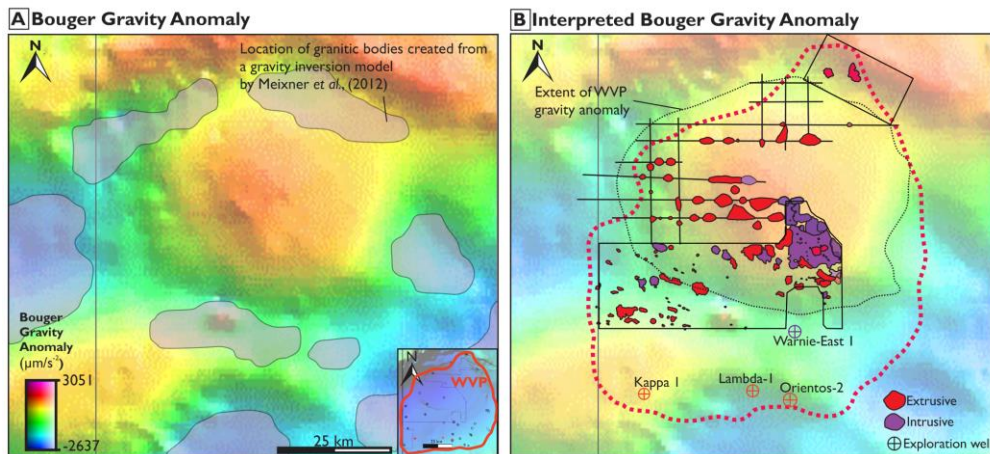 A Bouger Gravity Anomaly
N
Location of granitic bodies created from
a gravity inversion model
by Meixner et al., (2012)
Bouger
Gravity
Anomaly
(µm/s⁻²)
3051
-2637
25 km
N
WVP
B Interpreted Bouger Gravity Anomaly
N
Extent of WVP
gravity anomaly
Warnie-East 1
Kappa 1
Lambda-1
Orientos-2
Extrusive
Intrusive
Exploration well